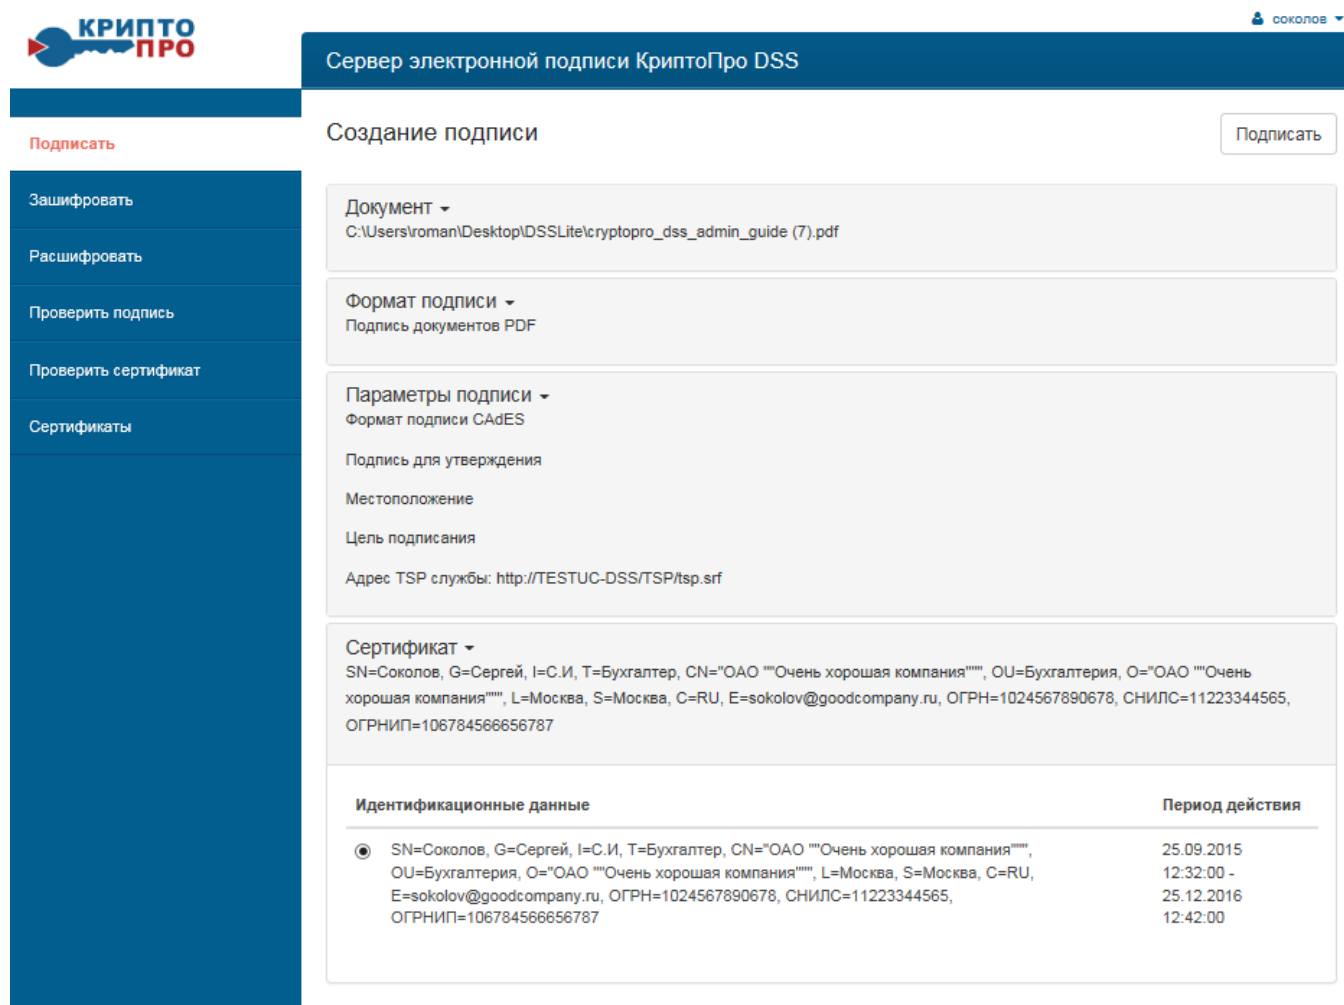 КРИПТО
ПРО
соколов
Сервер электронной подписи КриптоПро DSS
Подписать
Зашифровать
Расшифровать
Проверить подпись
Проверить сертификат
Сертификаты
Создание подписи
Подписать
Документ
C:\Users\roman\Desktop\DSSLite\cryptopro_dss_admin_guide (7).pdf
Формат подписи
Подпись документов PDF
Параметры подписи
Формат подписи CAdES
Подпись для утверждения
Местоположение
Цель подписания
Адрес TSP службы: http://TESTUC-DSS/TSP/tsp.srf
Сертификат
SN=Соколов, G=Сергей, I=С.И, T=Бухгалтер, CN="ОАО ""Очень хорошая компания""", OU=Бухгалтерия, O="ОАО ""Очень
хорошая компания""", L=Москва, S=Москва, C=RU, E=sokolov@goodcompany.ru, ОГРН=1024567890678, СНИЛС=11223344565,
ОГРНИП=106784566656787
Идентификационные данные
Период действия
SN=Соколов, G=Сергей, I=С.И, T=Бухгалтер, CN="ОАО ""Очень хорошая компания""",
OU=Бухгалтерия, O="ОАО ""Очень хорошая компания""", L=Москва, S=Москва, C=RU,
E=sokolov@goodcompany.ru, ОГРН=1024567890678, СНИЛС=11223344565,
ОГРНИП=106784566656787
25.09.2015
12:32:00 -
25.12.2016
12:42:00